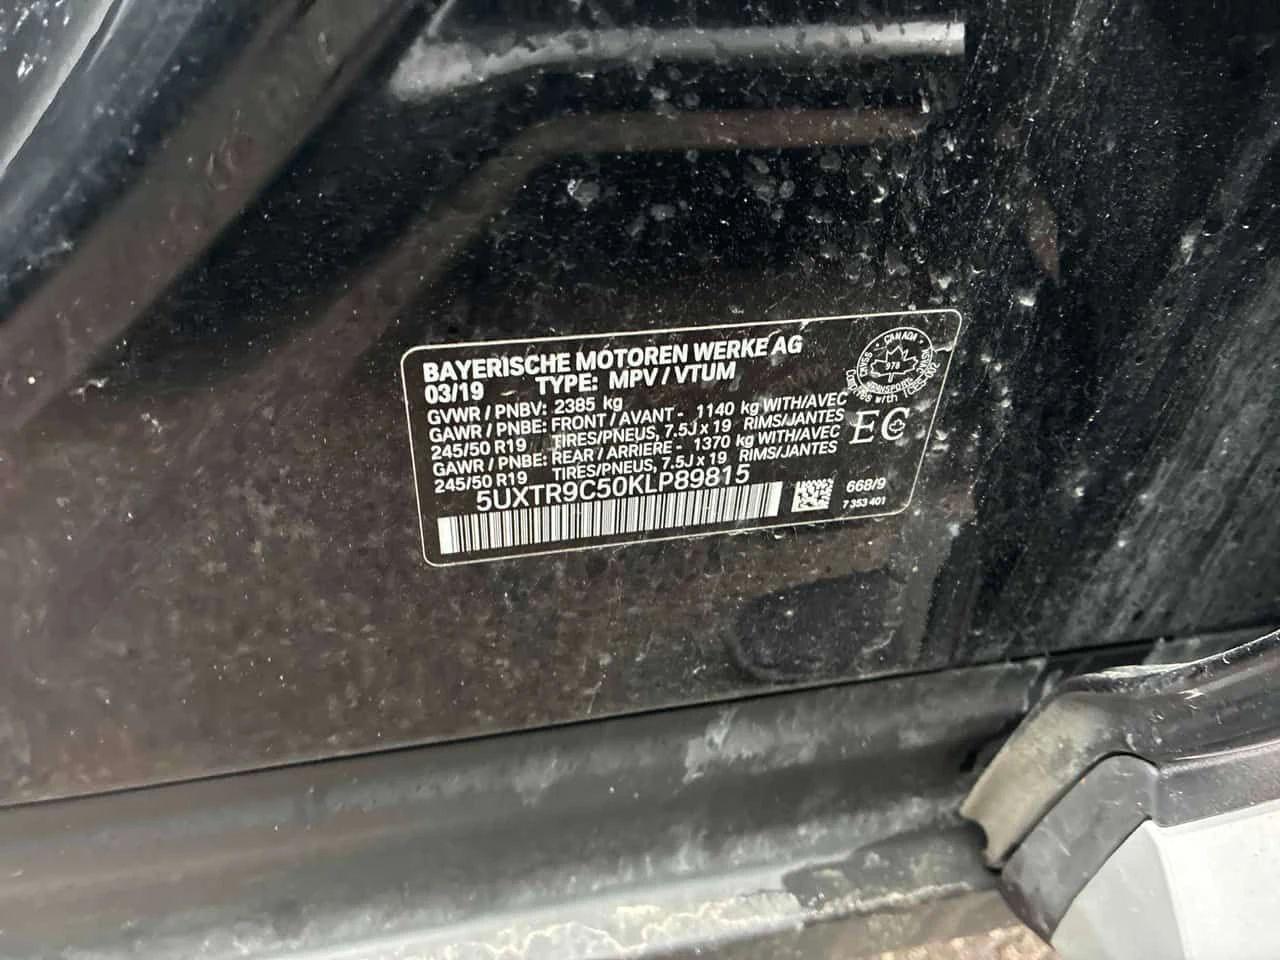 BAYERISCHE MOTOREN WERKE AG
03/19 TYPE: MPV / VTUM
GVWR / PNBV: 2385 kg
GAWR / PNBE: FRONT / AVANT - 1140 kg WITH/AVEC
245/50 R19 TIRES/PNEUS, 7.5J x 19 RIMS/JANTES
GAWR / PNBE: REAR / ARRIERE - 1370 kg WITH/AVEC
245/50 R19 TIRES/PNEUS, 7.5J x 19 RIMS/JANTES
5UXTR9C50KLP89815
CANADA
978
TRANSPORT
EC
668/9
7 353 401